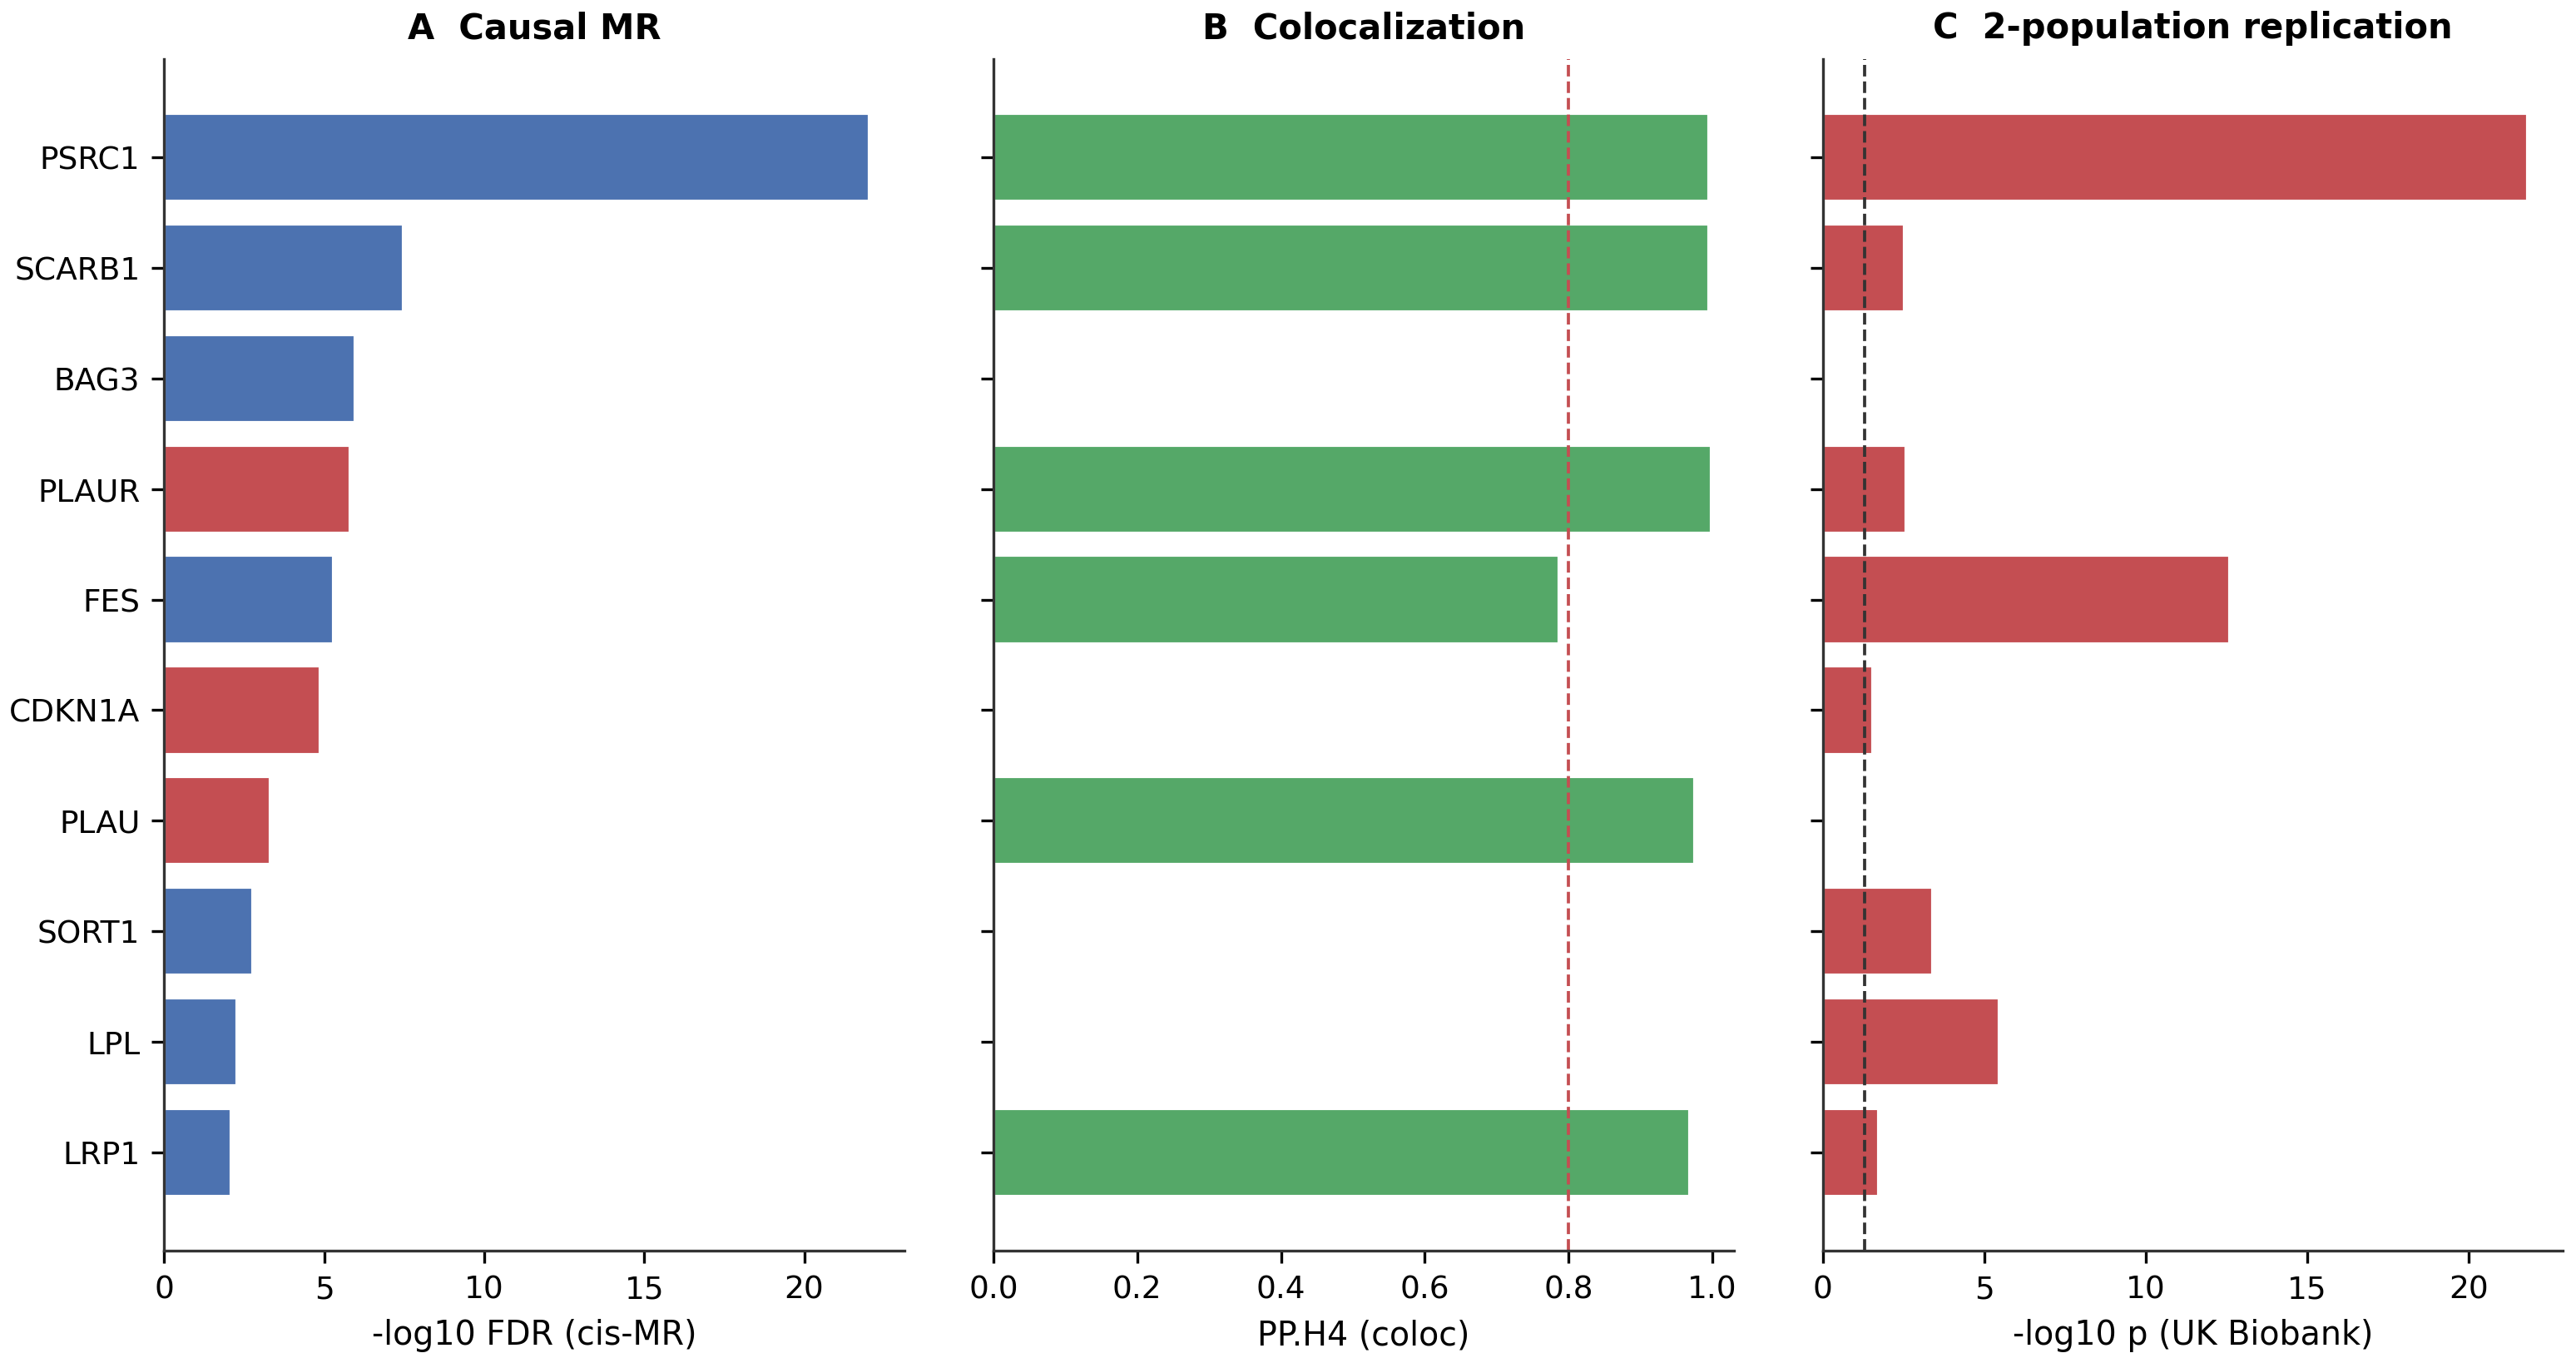 A  Causal MR
B  Colocalization
C  2-population replication
PSRC1
SCARB1
BAG3
PLAUR
FES
CDKN1A
PLAU
SORT1
LPL
LRP1
0 5 10 15 20
0.0 0.2 0.4 0.6 0.8 1.0
0 5 10 15 20
-log10 FDR (cis-MR)
PP.H4 (coloc)
-log10 p (UK Biobank)